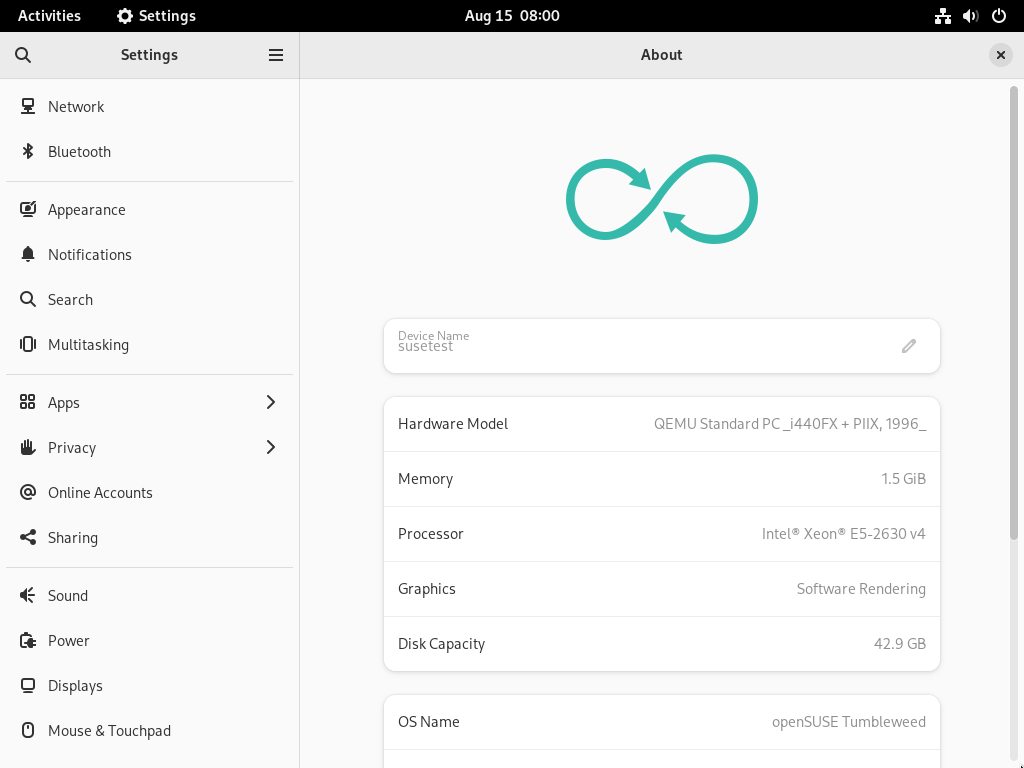 Activities Settings Aug 15 08:00
Settings About
Network
Bluetooth
Appearance
Notifications
Search
Multitasking
Apps
Privacy
Online Accounts
Sharing
Sound
Power
Displays
Mouse & Touchpad
Device Name
susetest
Hardware Model QEMU Standard PC _i440FX + PIIX, 1996_
Memory 1.5 GiB
Processor Intel® Xeon® E5-2630 v4
Graphics Software Rendering
Disk Capacity 42.9 GB
OS Name openSUSE Tumbleweed